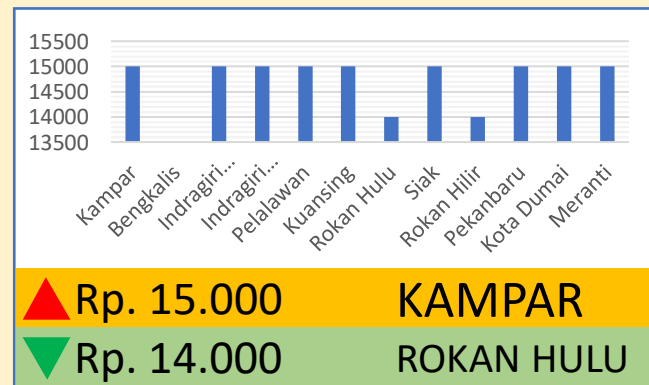 15500
15000
14500
14000
13500
Kampar
Bengkalis
Indragiri...
Indragiri...
Pelalawan
Kuansing
Rokan Hulu
Siak
Rokan Hilir
Pekanbaru
Kota Dumai
Meranti
Rp. 15.000 KAMPAR
Rp. 14.000 ROKAN HULU